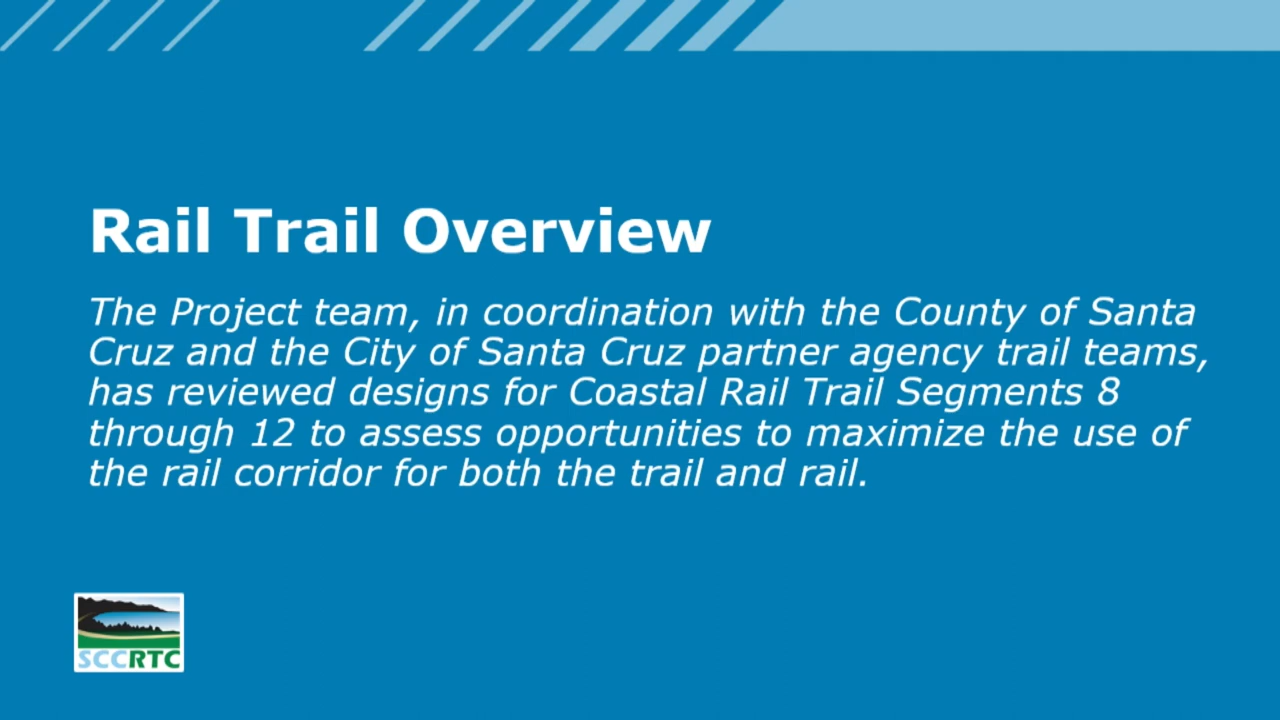 Rail Trail Overview
The Project team, in coordination with the County of Santa
Cruz and the City of Santa Cruz partner agency trail teams,
has reviewed designs for Coastal Rail Trail Segments 8
through 12 to assess opportunities to maximize the use of
the rail corridor for both the trail and rail.
SCCRTC